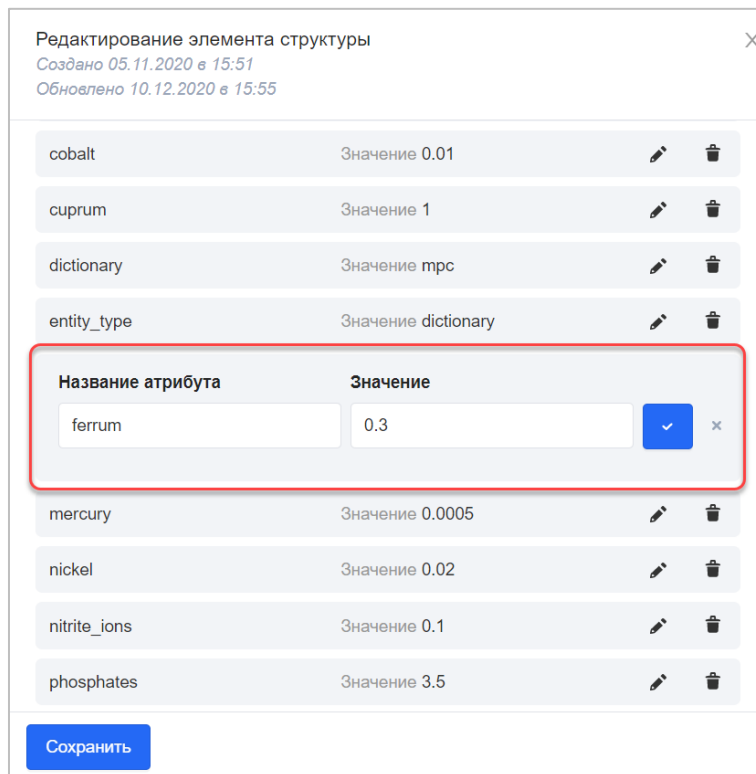 Редактирование элемента структуры
Создано 05.11.2020 в 15:51
Обновлено 10.12.2020 в 15:55
cobalt Значение 0.01
cuprum Значение 1
dictionary Значение mpc
entity_type Значение dictionary
Название атрибута Значение
ferrum 0.3
mercury Значение 0.0005
nickel Значение 0.02
nitrite_ions Значение 0.1
phosphates Значение 3.5
Сохранить